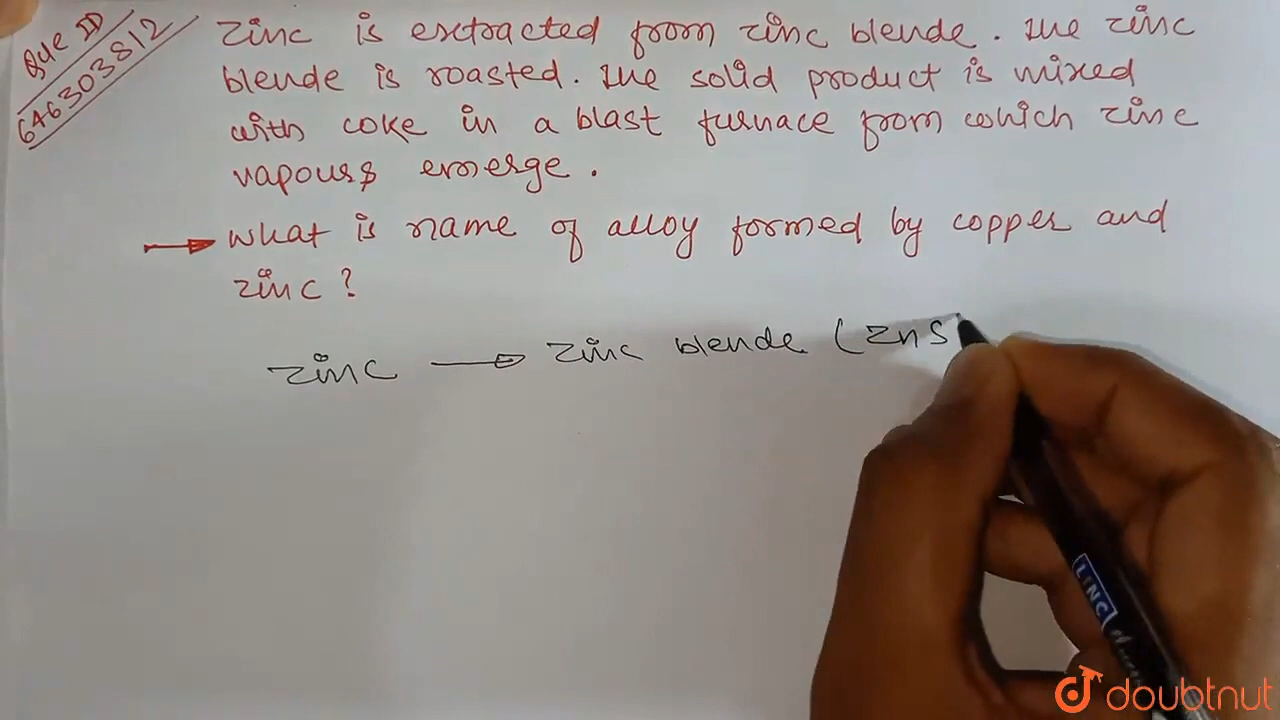 Que ID
646303812
Zinc is extracted from zinc blende. The zinc
blende is roasted. The solid product is mixed
with coke in a blast furnace from which zinc
vapours emerge.
What is name of alloy formed by copper and
zinc?
zinc → zinc blende (ZnS
LINC
doubtnut